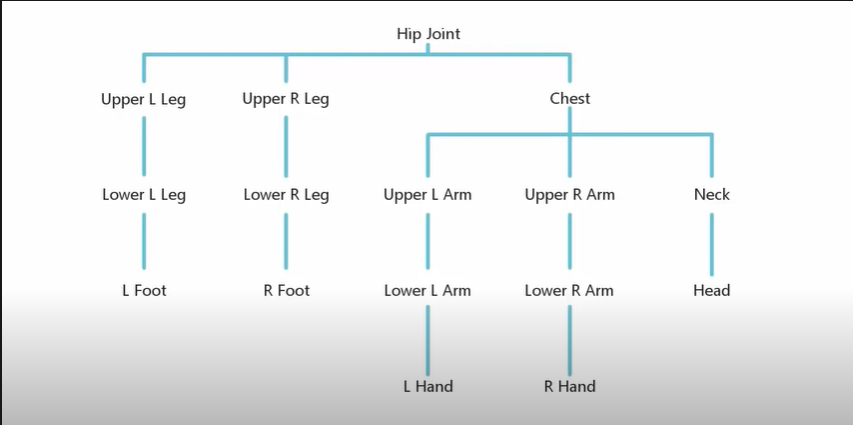 Hip Joint
Upper L Leg
Upper R Leg
Chest
Lower L Leg
Lower R Leg
Upper L Arm
Upper R Arm
Neck
L Foot
R Foot
Lower L Arm
Lower R Arm
Head
L Hand
R Hand